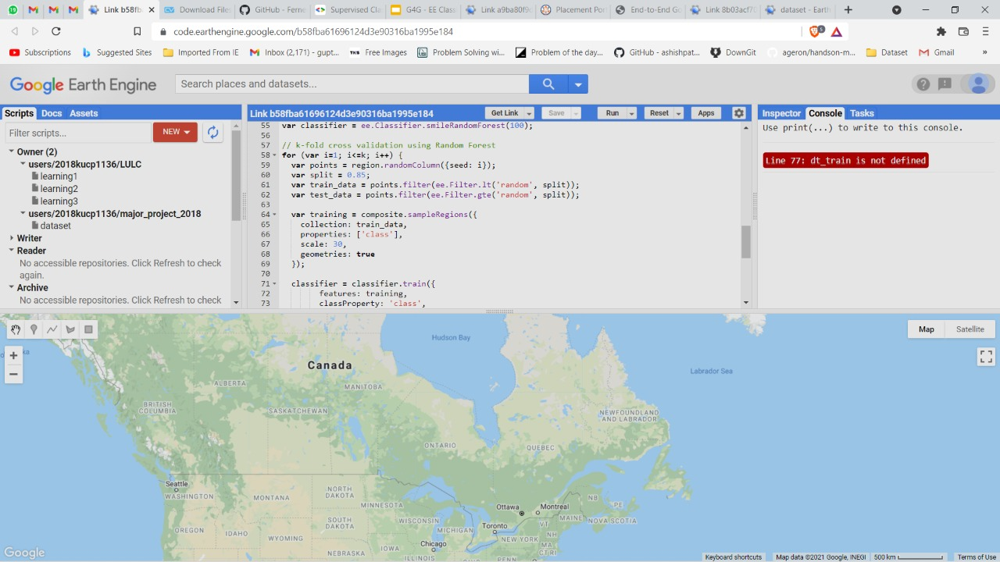 19
Link b58fb
Download Files
GitHub - Ferne
Supervised Cla
G4G - EE Class
Link a9ba80f9
Placement Por
End-to-End Go
Link 8b03acf70
dataset - Earth
code.earthengine.google.com/b58fba61696124d3e90316ba1995e184
5
Subscriptions
Suggested Sites
Imported From IE
Inbox (2,171) - gupt...
Free Images
Problem Solving wi...
Problem of the day...
GitHub - ashishpat...
DownGit
ageron/handson-m...
Dataset
Gmail
»
Google Earth Engine
Search places and datasets...
Scripts Docs Assets
Filter scripts...
NEW
Owner (2)
users/2018kucp1136/LULC
learning1
learning2
learning3
users/2018kucp1136/major_project_2018
dataset
Writer
Reader
No accessible repositories. Click Refresh to check
again.
Archive
No accessible repositories. Click Refresh to check
Link b58fba61696124d3e90316ba1995e184
Get Link Save Run Reset Apps
55 var classifier = ee.Classifier.smileRandomForest(100);
56
57 // k-fold cross validation using Random Forest
58 for (var i=1; i<=k; i++) {
59 var points = region.randomColumn({seed: i});
60 var split = 0.85;
61 var train_data = points.filter(ee.Filter.lt('random', split));
62 var test_data = points.filter(ee.Filter.gte('random', split));
63
64 var training = composite.sampleRegions({
65 collection: train_data,
66 properties: ['class'],
67 scale: 30,
68 geometries: true
69 });
70
71 classifier = classifier.train({
72 features: training,
73 classProperty: 'class',
Inspector Console Tasks
Use print(...) to write to this console.
Line 77: dt_train is not defined
Map Satellite
Hudson Bay
Canada
Labrador Sea
ALBERTA
MANITOBA
BRITISH
COLUMBIA
SASKATCHEWAN
NEWFOUNDLAND
AND LABRADOR
ONTARIO
QUEBEC
Seattle
WASHINGTON
MONTANA
NORTH
DAKOTA
MINNESOTA
Ottawa
Montreal
NB
PE
MAINE
NOVA SCOTIA
OREGON
IDAHO
WYOMING
SOUTH
DAKOTA
WISCONSIN
MICHIGAN
Toronto
VT
NEW YORK
NH
MA
CT
RI
NEBRASKA
IOWA
Chicago
ILLINOIS
PENN
NJ
Google
Keyboard shortcuts
Map data ©2021 Google, INEGI
500 km
Terms of Use